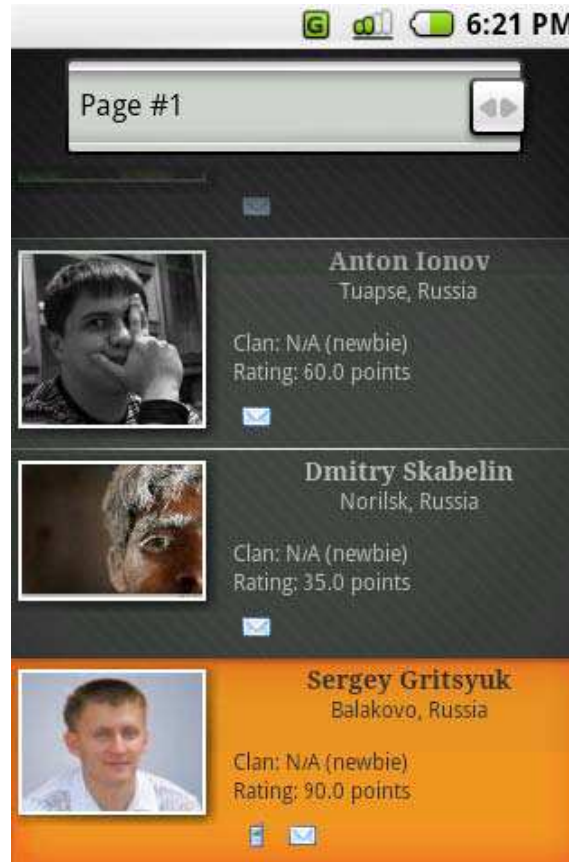 G
6:21 PM
Page #1
Anton Ionov
Tuapse, Russia
Clan: N/A (newbie)
Rating: 60.0 points
Dmitry Skabelin
Norilsk, Russia
Clan: N/A (newbie)
Rating: 35.0 points
Sergey Gritsyuk
Balakovo, Russia
Clan: N/A (newbie)
Rating: 90.0 points